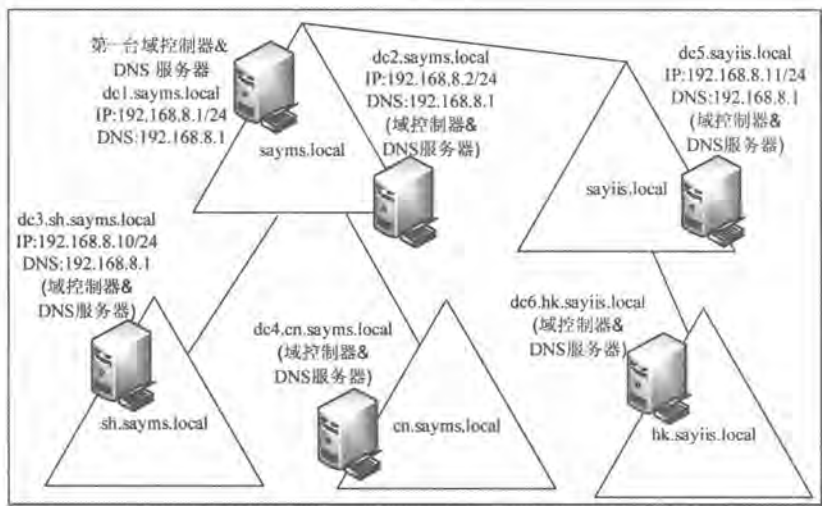 第一台域控制器&
DNS 服务器
dc1.sayms.local
IP:192.168.8.1/24
DNS:192.168.8.1
sayms.local
dc2.sayms.local
IP:192.168.8.2/24
DNS:192.168.8.1
(域控制器&
DNS服务器)
dc5.sayiis.local
IP:192.168.8.11/24
DNS:192.168.8.1
(域控制器&
DNS服务器)
sayiis.local
dc3.sh.sayms.local
IP:192.168.8.10/24
DNS:192.168.8.1
(域控制器&
DNS服务器)
sh.sayms.local
dc4.cn.sayms.local
(域控制器&
DNS服务器)
cn.sayms.local
dc6.hk.sayiis.local
(域控制器&
DNS服务器)
hk.sayiis.local